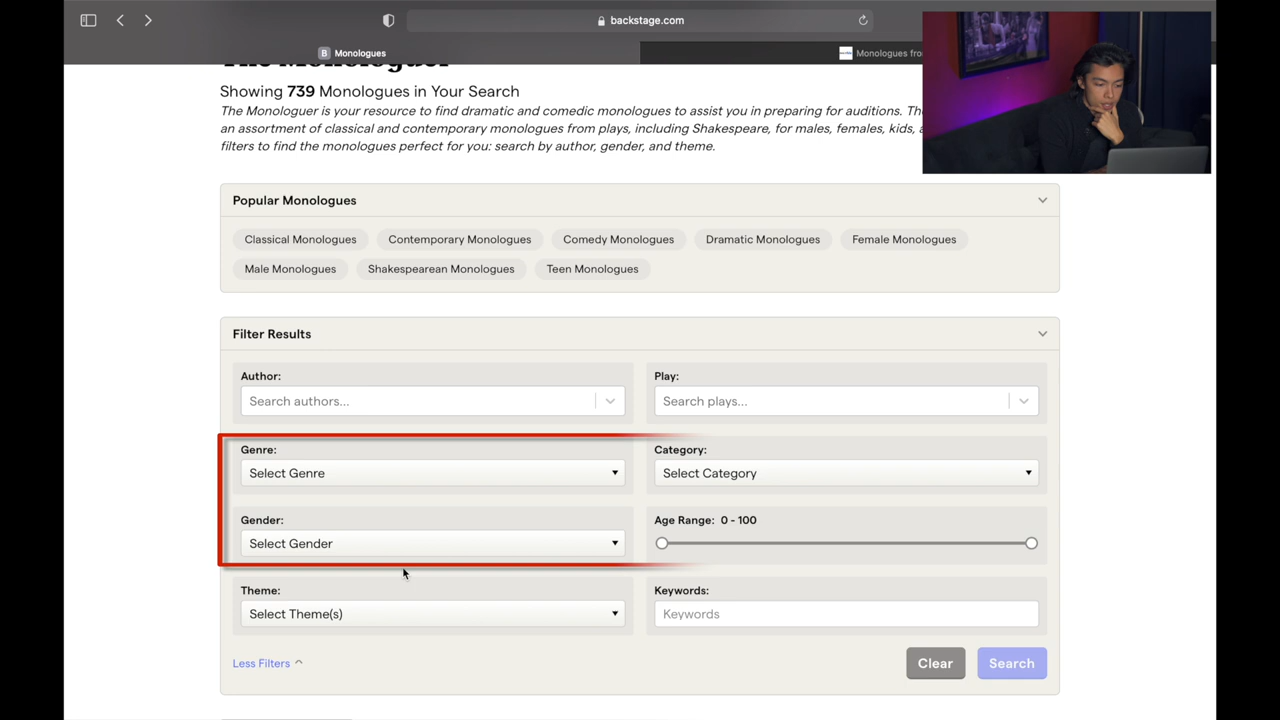 backstage.com
B Monologues
Monologues fro
The Monologuer
Showing 739 Monologues in Your Search
The Monologuer is your resource to find dramatic and comedic monologues to assist you in preparing for auditions. Th
an assortment of classical and contemporary monologues from plays, including Shakespeare, for males, females, kids, a
filters to find the monologues perfect for you: search by author, gender, and theme.
Popular Monologues
Classical Monologues Contemporary Monologues Comedy Monologues Dramatic Monologues Female Monologues
Male Monologues Shakespearean Monologues Teen Monologues
Filter Results
Author: Play:
Search authors... Search plays...
Genre: Category:
Select Genre Select Category
Gender: Age Range: 0 - 100
Select Gender
Theme: Keywords:
Select Theme(s) Keywords
Less Filters Clear Search